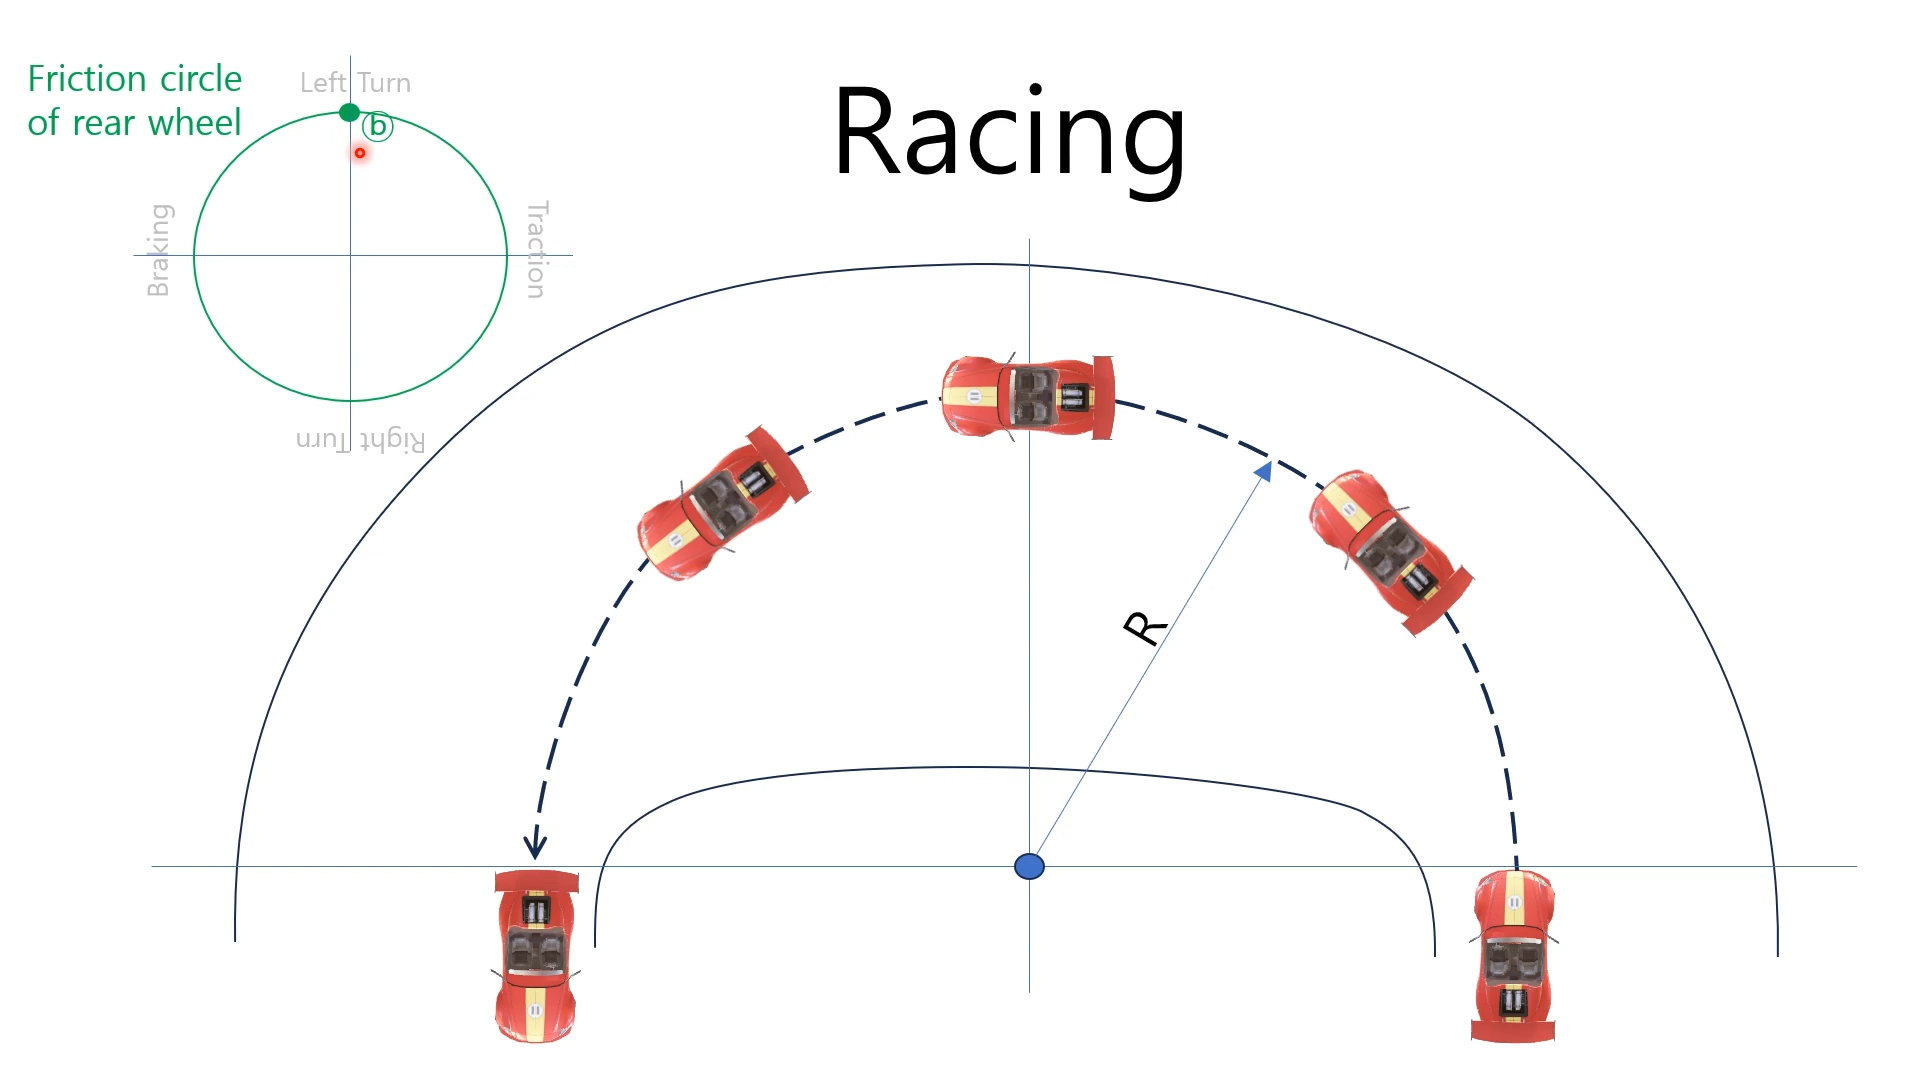 Friction circle
of rear wheel
Left Turn
ⓑ
Braking
Traction
Right Turn
Racing
R